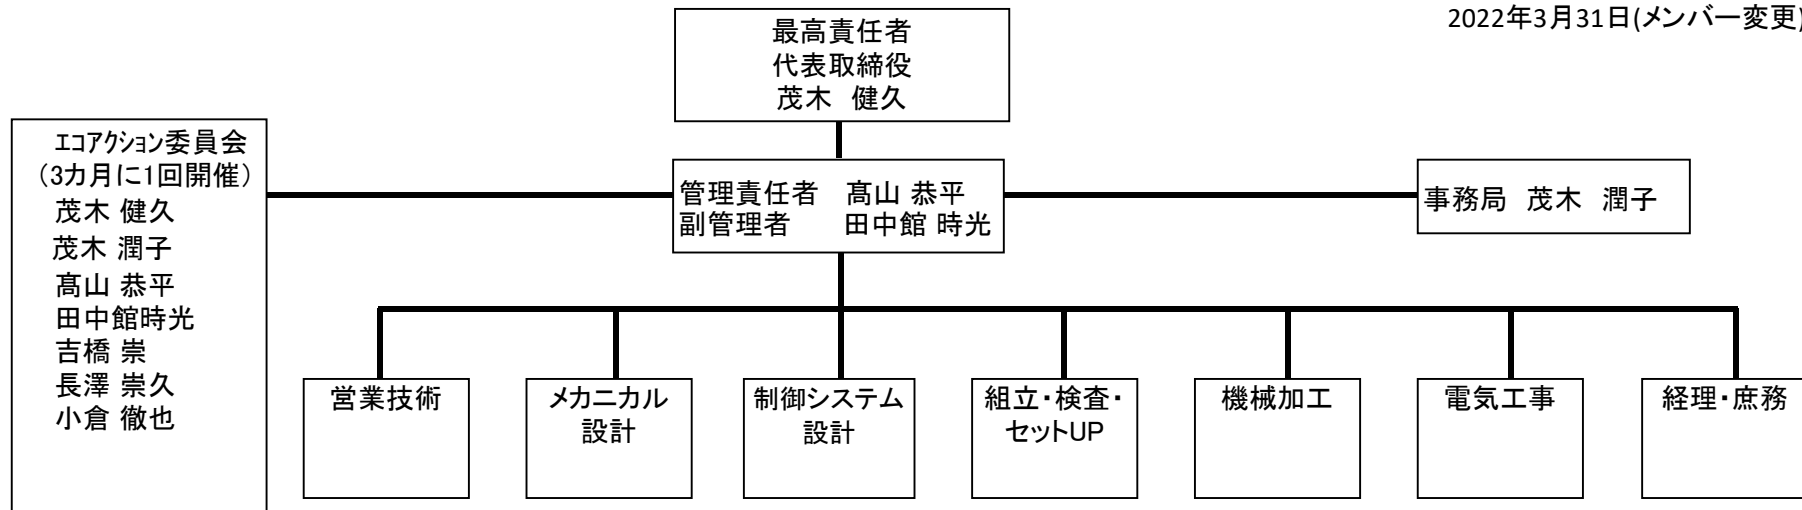 2022年3月31日(メンバー変更)
最高責任者
代表取締役
茂木 健久
エコアクション委員会
（3カ月に1回開催）
茂木 健久
茂木 潤子
髙山 恭平
田中館時光
吉橋 崇
長澤 崇久
小倉 徹也
管理責任者 髙山 恭平
副管理者 田中館 時光
事務局 茂木 潤子
営業技術
メカニカル
設計
制御システム
設計
組立・検査・
セットUP
機械加工
電気工事
経理・庶務